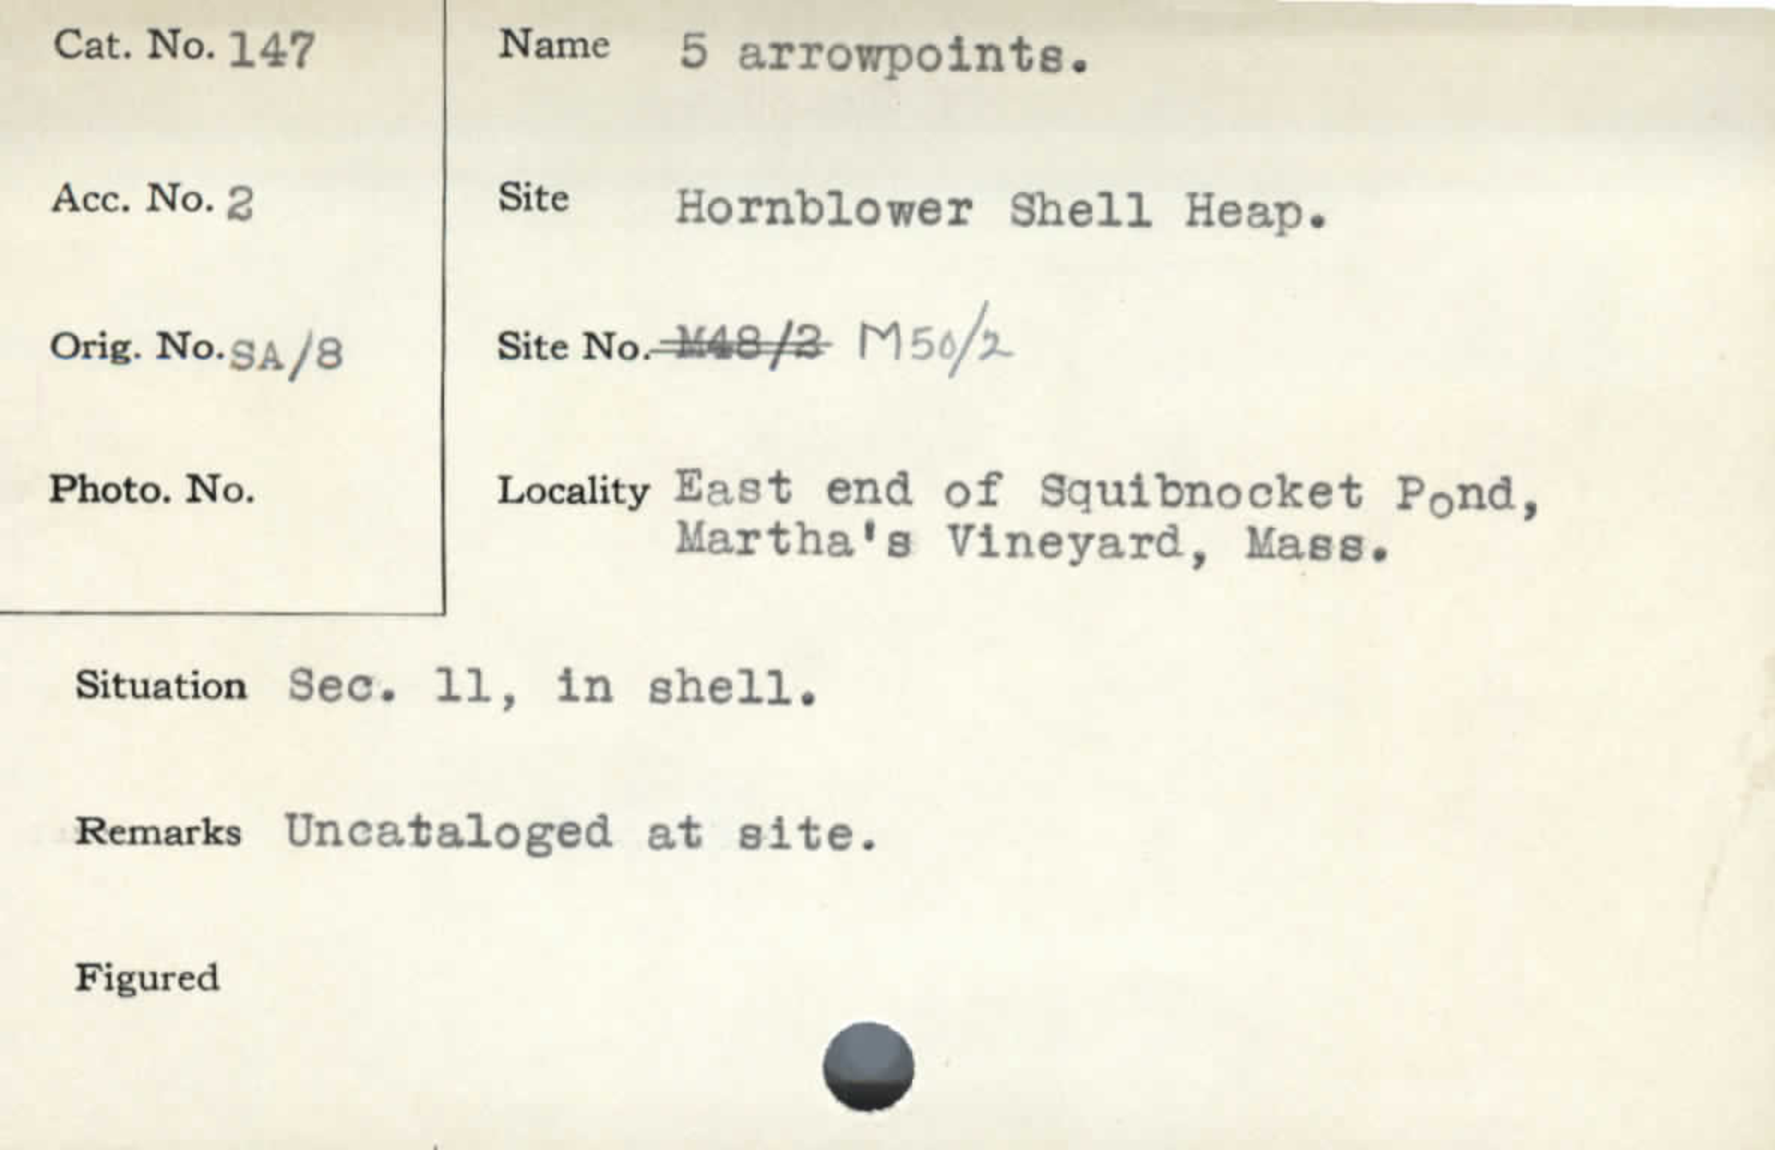 Cat. No. 147
Name 5 arrowpoints.
Acc. No. 2
Site Hornblower Shell Heap.
Orig. No. SA/8
Site No. M48/2 M50/2
Photo. No.
Locality East end of Squibnocket Pond,
Martha's Vineyard, Mass.
Situation Sec. 11, in shell.
Remarks Uncataloged at site.
Figured